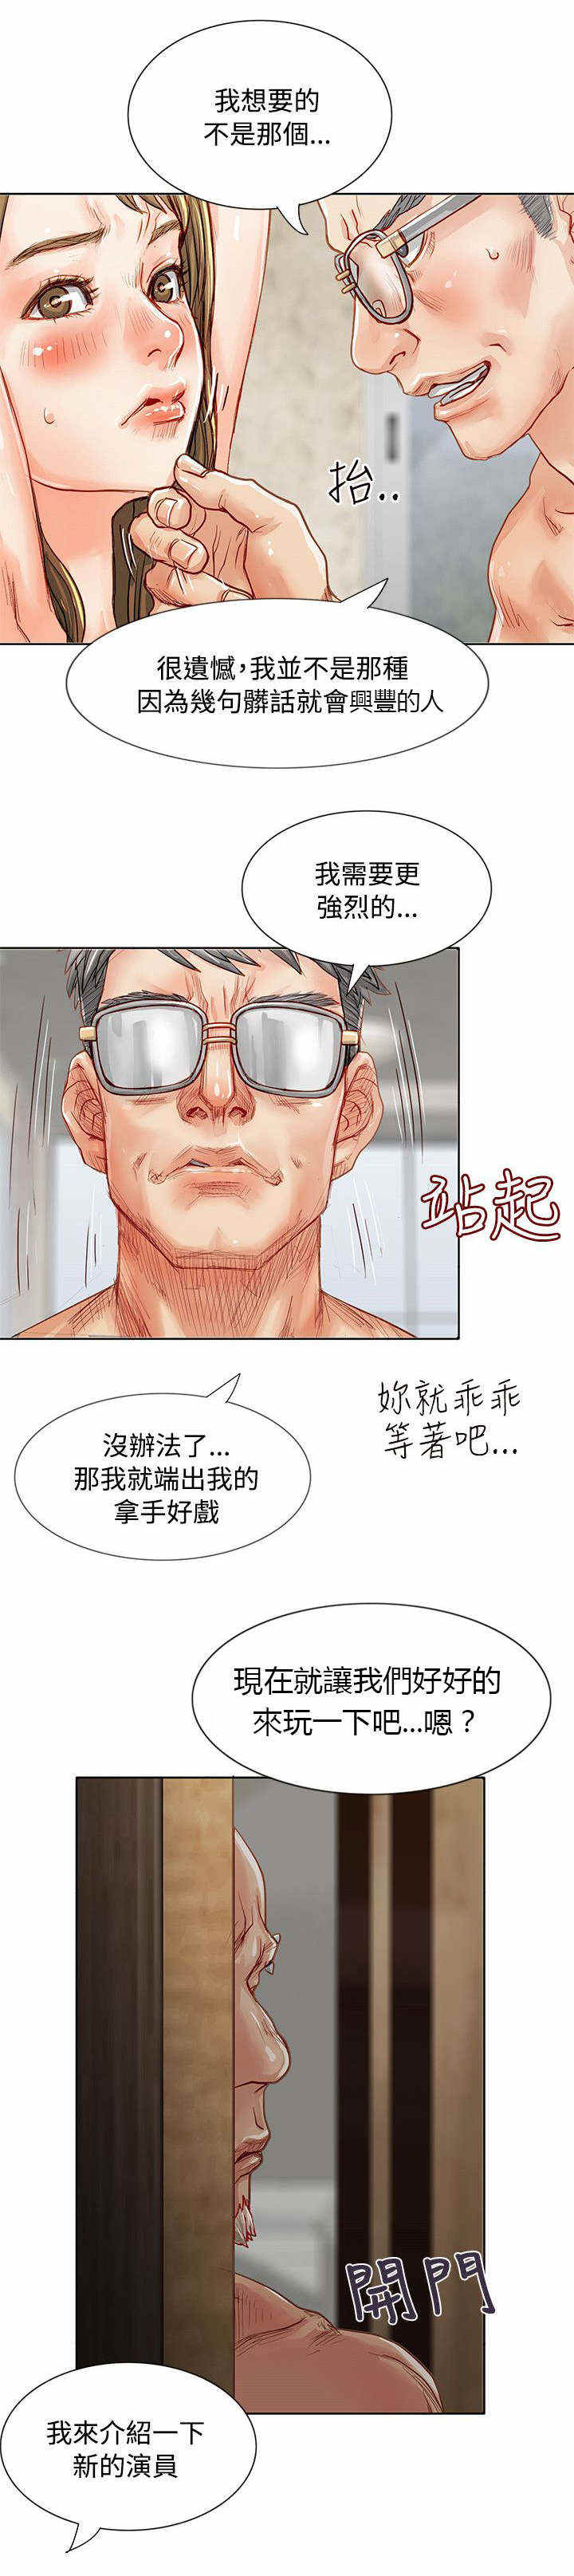 我想要的
不是那個...
抬..
很遺憾,我並不是那種
因為幾句髒話就會興豐的人
我需要更
強烈的...
站起
沒辦法了...
那我就端出我的
拿手好戲
妳就乖乖
等著吧...
現在就讓我們好好的
來玩一下吧...嗯？
開門
我來介紹一下
新的演員